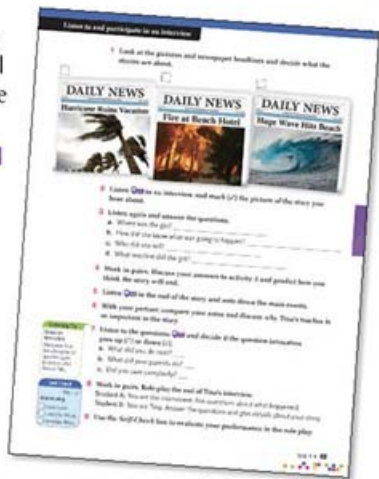 Listen to and participate in an interview
1 Look at the pictures and newspaper headlines and decide what the
stories are about.
DAILY NEWS
Hurricane Ruins Vacation
DAILY NEWS
Fire at Beach Hotel
DAILY NEWS
Huge Wave Hits Beach
2 Listen to an interview and mark (✓) the picture of the story you
hear about.
3 Listen again and answer the questions.
a. Where was the girl?
b. How did she know what was going to happen?
c. Who did she tell?
d. What was the girl
4 Work in pairs. Discuss your answers to activity 3 and predict how you
think the story will end.
5 Listen to the end of the story and note down the main events.
6 With your partner compare your notes and discuss why Tina's teacher is
so important in the story.
7 Listen to the questions and decide if the question intonation
goes up (↑) or down (↓).
a. What did you do next?
b. What did your parents do?
c. Did you
8 Work in pairs. Role play the end of Tina's interview.
Student A: You are the interviewer. Ask questions about what happened.
Student B: You are Tina. Answer the questions and give details about your story.
9 Use the Self-Check box to evaluate your performance in the role play.